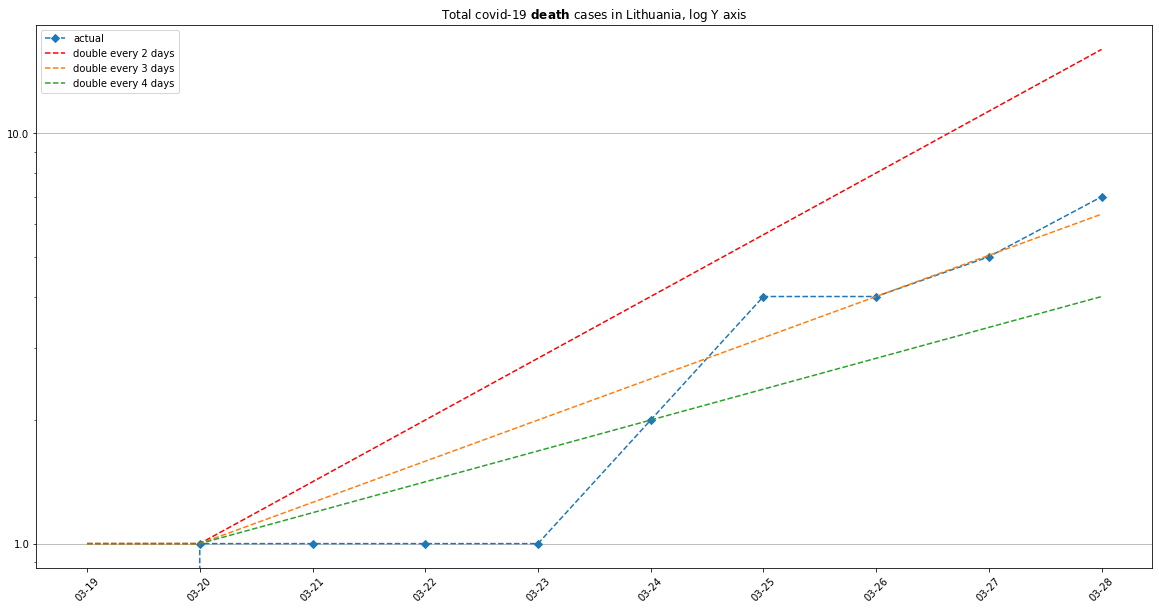 Total covid-19 death cases in Lithuania, log Y axis
actual
double every 2 days
double every 3 days
double every 4 days
10.0
1.0
03-19
03-20
03-21
03-22
03-23
03-24
03-25
03-26
03-27
03-28